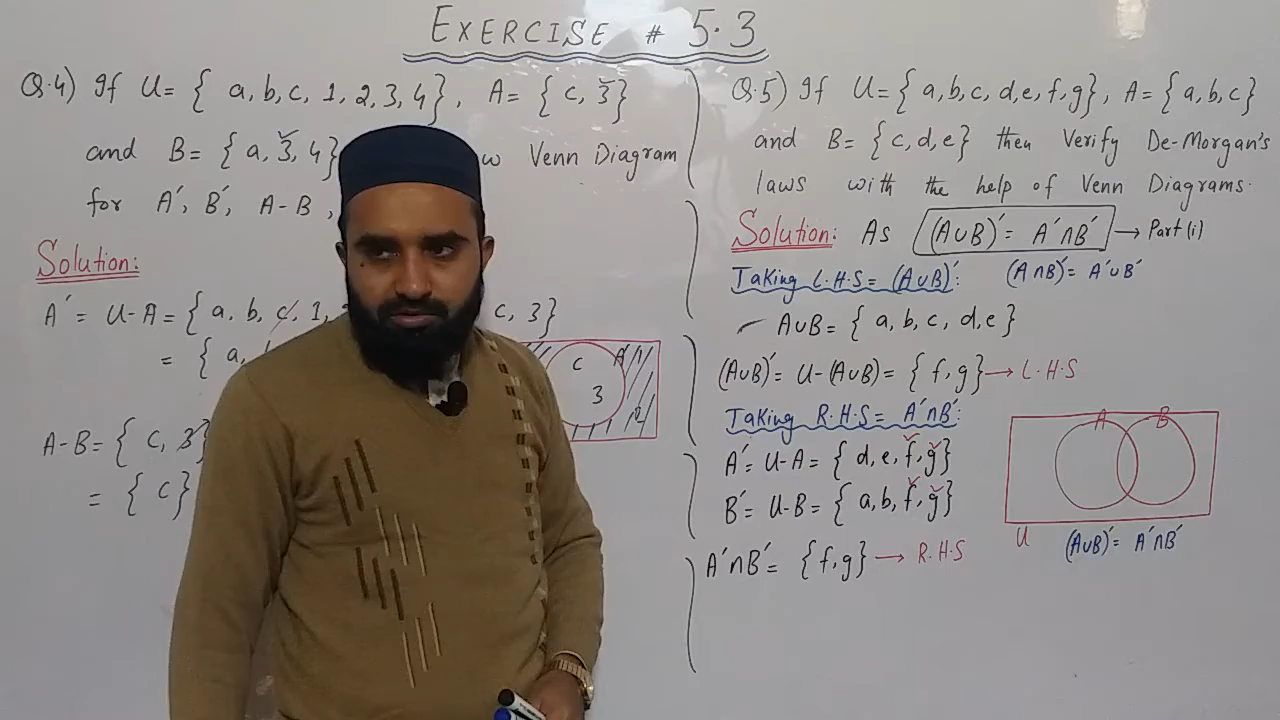 EXERCISE # 5.3
Q.4) If U= { a, b, c, 1, 2, 3, 4}, A= { c, 3}
and B= { a, 3, 4} w Venn Diagram
for A′, B′, A-B ,
Solution:
A′ = U-A = { a, b, c, 1, c, 3}
= { a,
A-B= { c, 3}
= { c}
c
3
A′
Q.5) If U= { a, b, c, d, e, f, g}, A= { a, b, c}
and B= { c, d, e} then Verify De-Morgan's
laws with the help of Venn Diagrams.
Solution: As (A∪B)′= A′∩B′ → Part (i)
Taking L.H.S = (A∪B)′: (A∩B)′= A′∪B′
A∪B= { a, b, c, d, e}
(A∪B)′= U-(A∪B)= { f, g} → L.H.S
Taking R.H.S= A′∩B′:
A′= U-A= { d, e, f, g}
B′= U-B= { a, b, f, g}
A′∩B′= { f, g} → R.H.S
A B
U (A∪B)′= A′∩B′